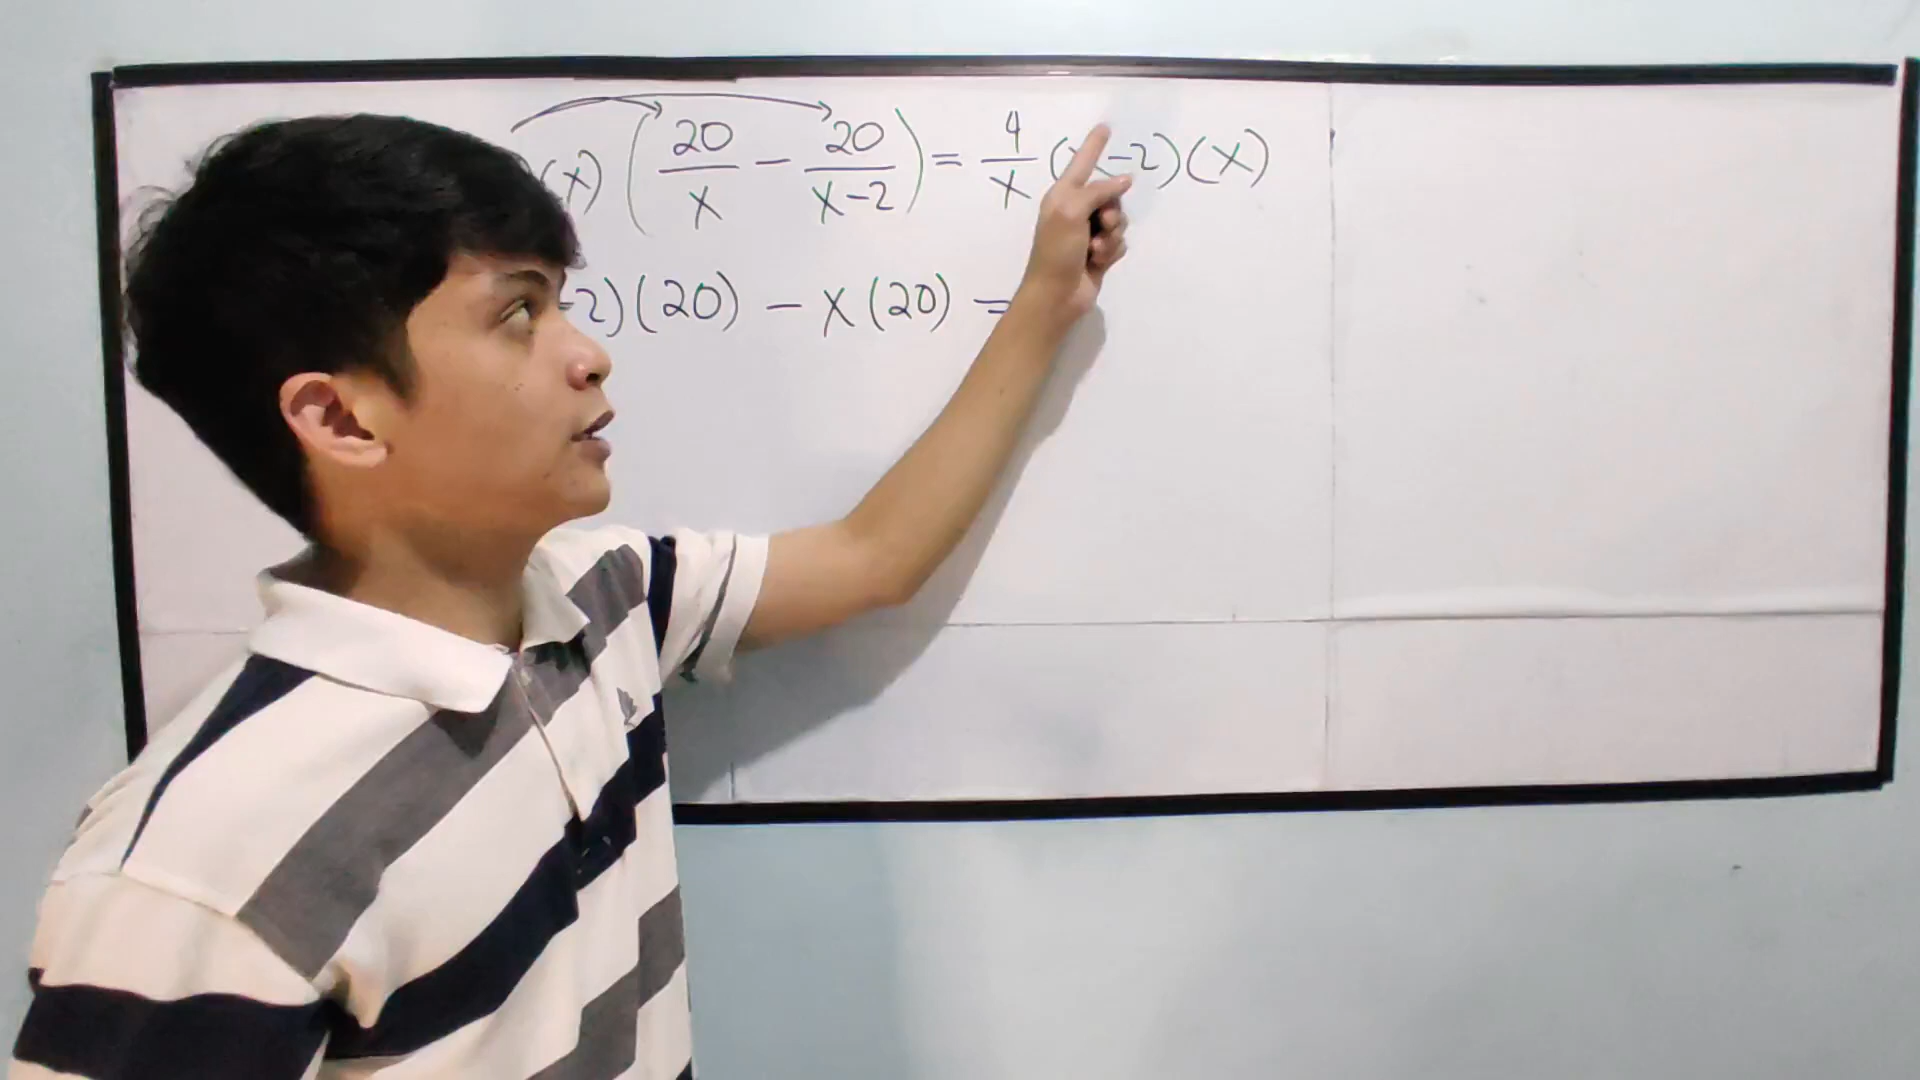 (x) (20/x − 20/x−2) = 4/x (x−2)(x)
-2)(20) − x(20) =